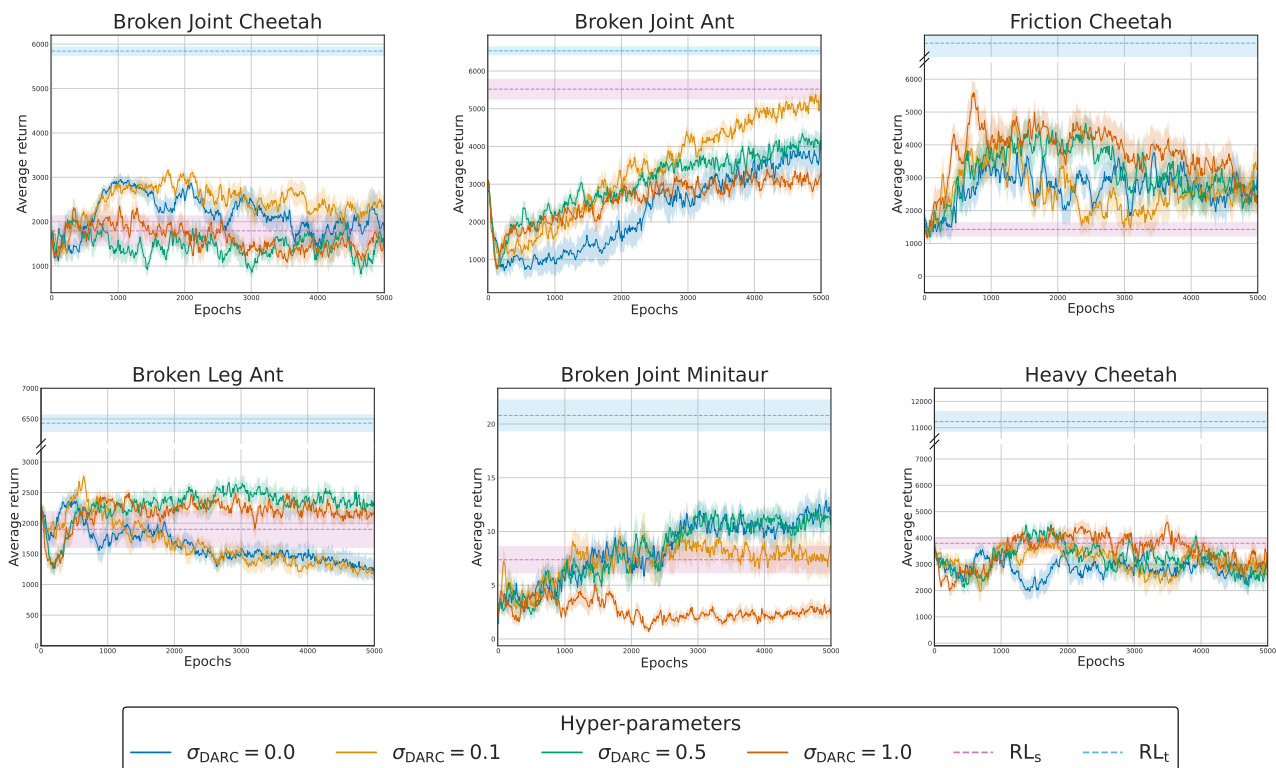 Broken Joint Cheetah
Average return
6000
5000
4000
3000
2000
1000
0 1000 2000 3000 4000 5000
Epochs
Broken Joint Ant
Average return
6000
5000
4000
3000
2000
1000
0 1000 2000 3000 4000 5000
Epochs
Friction Cheetah
Average return
6000
5000
4000
3000
2000
1000
0
0 1000 2000 3000 4000 5000
Epochs
Broken Leg Ant
Average return
7000
6500
3000
2500
2000
1500
1000
500
0
0 1000 2000 3000 4000 5000
Epochs
Broken Joint Minitaur
Average return
20
15
10
5
0
0 1000 2000 3000 4000 5000
Epochs
Heavy Cheetah
Average return
12000
11000
7000
6000
5000
4000
3000
2000
1000
0
0 1000 2000 3000 4000 5000
Epochs
Hyper-parameters
σ_DARC = 0.0 σ_DARC = 0.1 σ_DARC = 0.5 σ_DARC = 1.0 RL_s RL_t